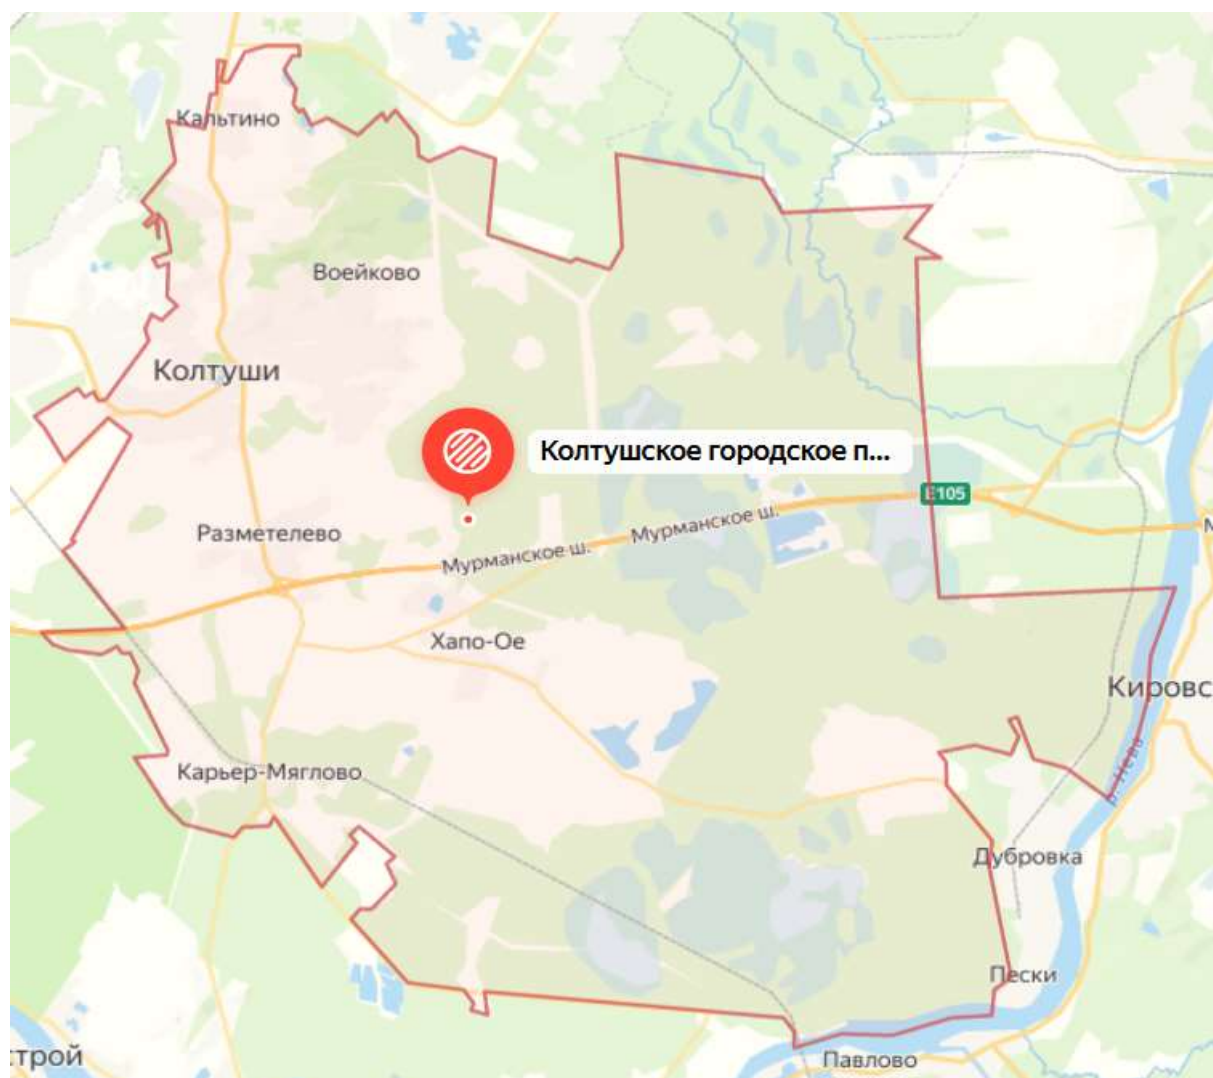 Кальтино
Воейково
Колтуши
Колтушское городское п...
E105
Мурманское ш.
Мурманское ш.
Разметелево
М
Хапо-Ое
Кировс
Карьер-Мяглово
р. Нева
Дубровка
Пески
строй
Павлово